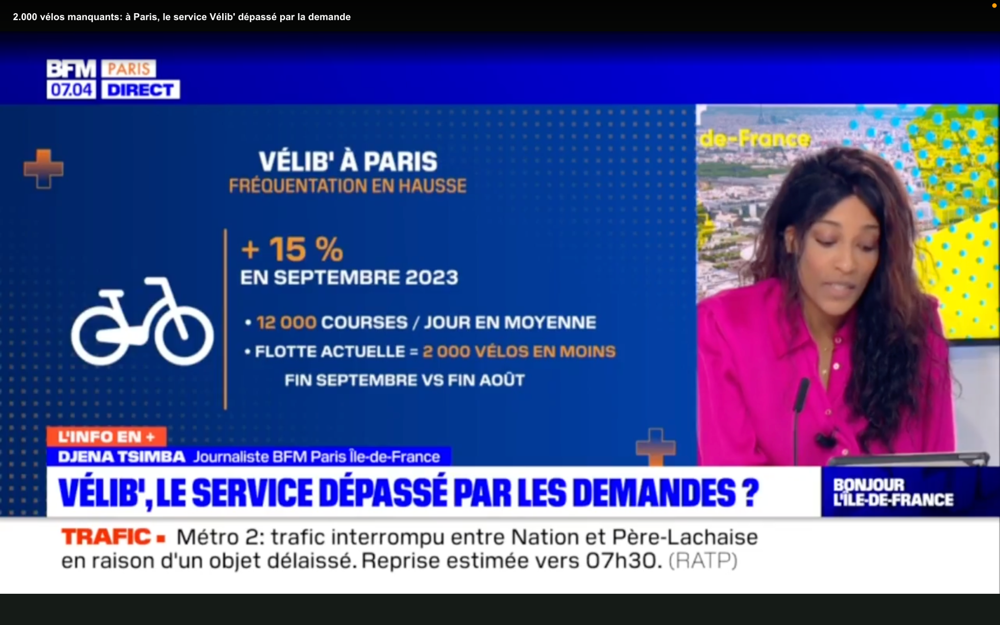 2.000 vélos manquants: à Paris, le service Vélib' dépassé par la demande
BFM PARIS
07.04 DIRECT
de-France
VÉLIB' À PARIS
FRÉQUENTATION EN HAUSSE
+ 15 %
EN SEPTEMBRE 2023
• 12 000 COURSES / JOUR EN MOYENNE
• FLOTTE ACTUELLE = 2 000 VÉLOS EN MOINS
FIN SEPTEMBRE VS FIN AOÛT
L'INFO EN +
DJENA TSIMBA Journaliste BFM Paris Île-de-France
VÉLIB', LE SERVICE DÉPASSÉ PAR LES DEMANDES ?
BONJOUR
L'ÎLE-DE-FRANCE
TRAFIC ▪ Métro 2: trafic interrompu entre Nation et Père-Lachaise
en raison d'un objet délaissé. Reprise estimée vers 07h30. (RATP)